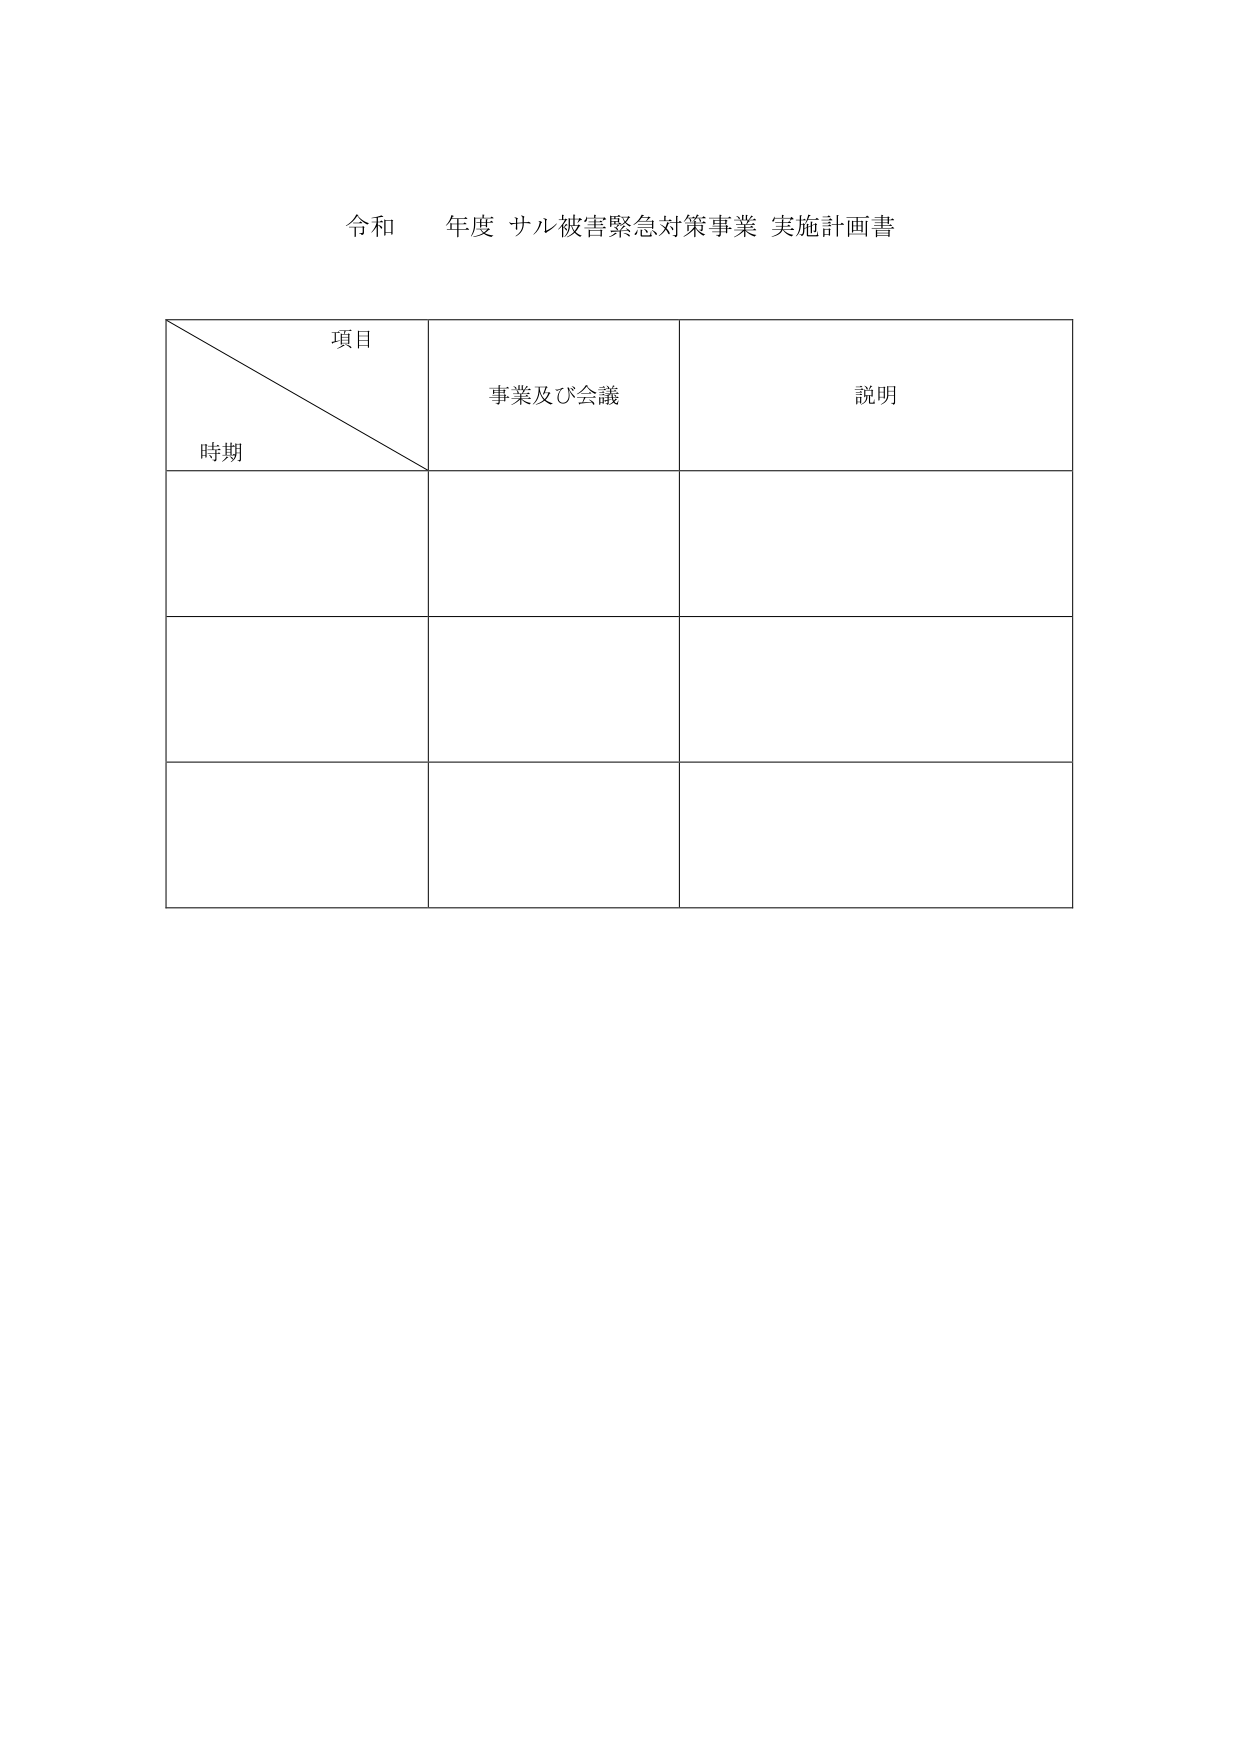 令和　　年度 サル被害緊急対策事業 実施計画書
項目
事業及び会議
説明
時期